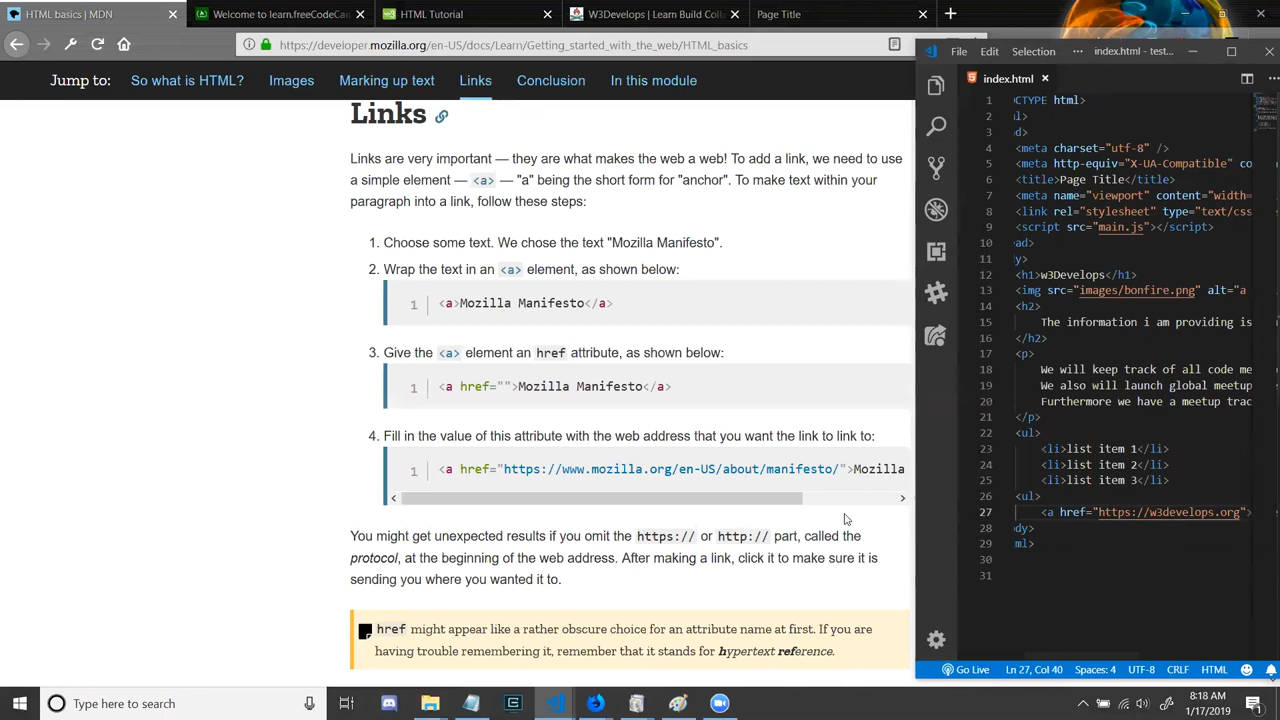 HTML basics | MDN
Welcome to learn.freeCodeCa
HTML Tutorial
W3Develops | Learn Build Coll
Page Title
https://developer.mozilla.org/en-US/docs/Learn/Getting_started_with_the_web/HTML_basics
Jump to:
So what is HTML?
Images
Marking up text
Links
Conclusion
In this module
Links
Links are very important — they are what makes the web a web! To add a link, we need to use
a simple element — <a> — "a" being the short form for "anchor". To make text within your
paragraph into a link, follow these steps:
1. Choose some text. We chose the text "Mozilla Manifesto".
2. Wrap the text in an <a> element, as shown below:
1 <a>Mozilla Manifesto</a>
3. Give the <a> element an href attribute, as shown below:
1 <a href="">Mozilla Manifesto</a>
4. Fill in the value of this attribute with the web address that you want the link to link to:
1 <a href="https://www.mozilla.org/en-US/about/manifesto/">Mozilla
You might get unexpected results if you omit the https:// or http:// part, called the
protocol, at the beginning of the web address. After making a link, click it to make sure it is
sending you where you wanted it to.
href might appear like a rather obscure choice for an attribute name at first. If you are
having trouble remembering it, remember that it stands for hypertext reference.
File Edit Selection ··· index.html - test...
index.html
1 CTYPE html>
2 ml>
3 ad>
4 <meta charset="utf-8" />
5 <meta http-equiv="X-UA-Compatible" co
6 <title>Page Title</title>
7 <meta name="viewport" content="width=
8 <link rel="stylesheet" type="text/css
9 <script src="main.js"></script>
10 ead>
11 y>
12 <h1>w3Develops</h1>
13 <img src="images/bonfire.png" alt="a
14 <h2>
15 The information i am providing is
16 </h2>
17 <p>
18 We will keep track of all code me
19 We also will launch global meetup
20 Furthermore we have a meetup trac
21 </p>
22 <ul>
23 <li>list item 1</li>
24 <li>list item 2</li>
25 <li>list item 3</li>
26 <ul>
27 <a href="https://w3develops.org">
28 dy>
29 ml>
30
31
Go Live
Ln 27, Col 40
Spaces: 4
UTF-8
CRLF
HTML
Type here to search
8:18 AM
1/17/2019